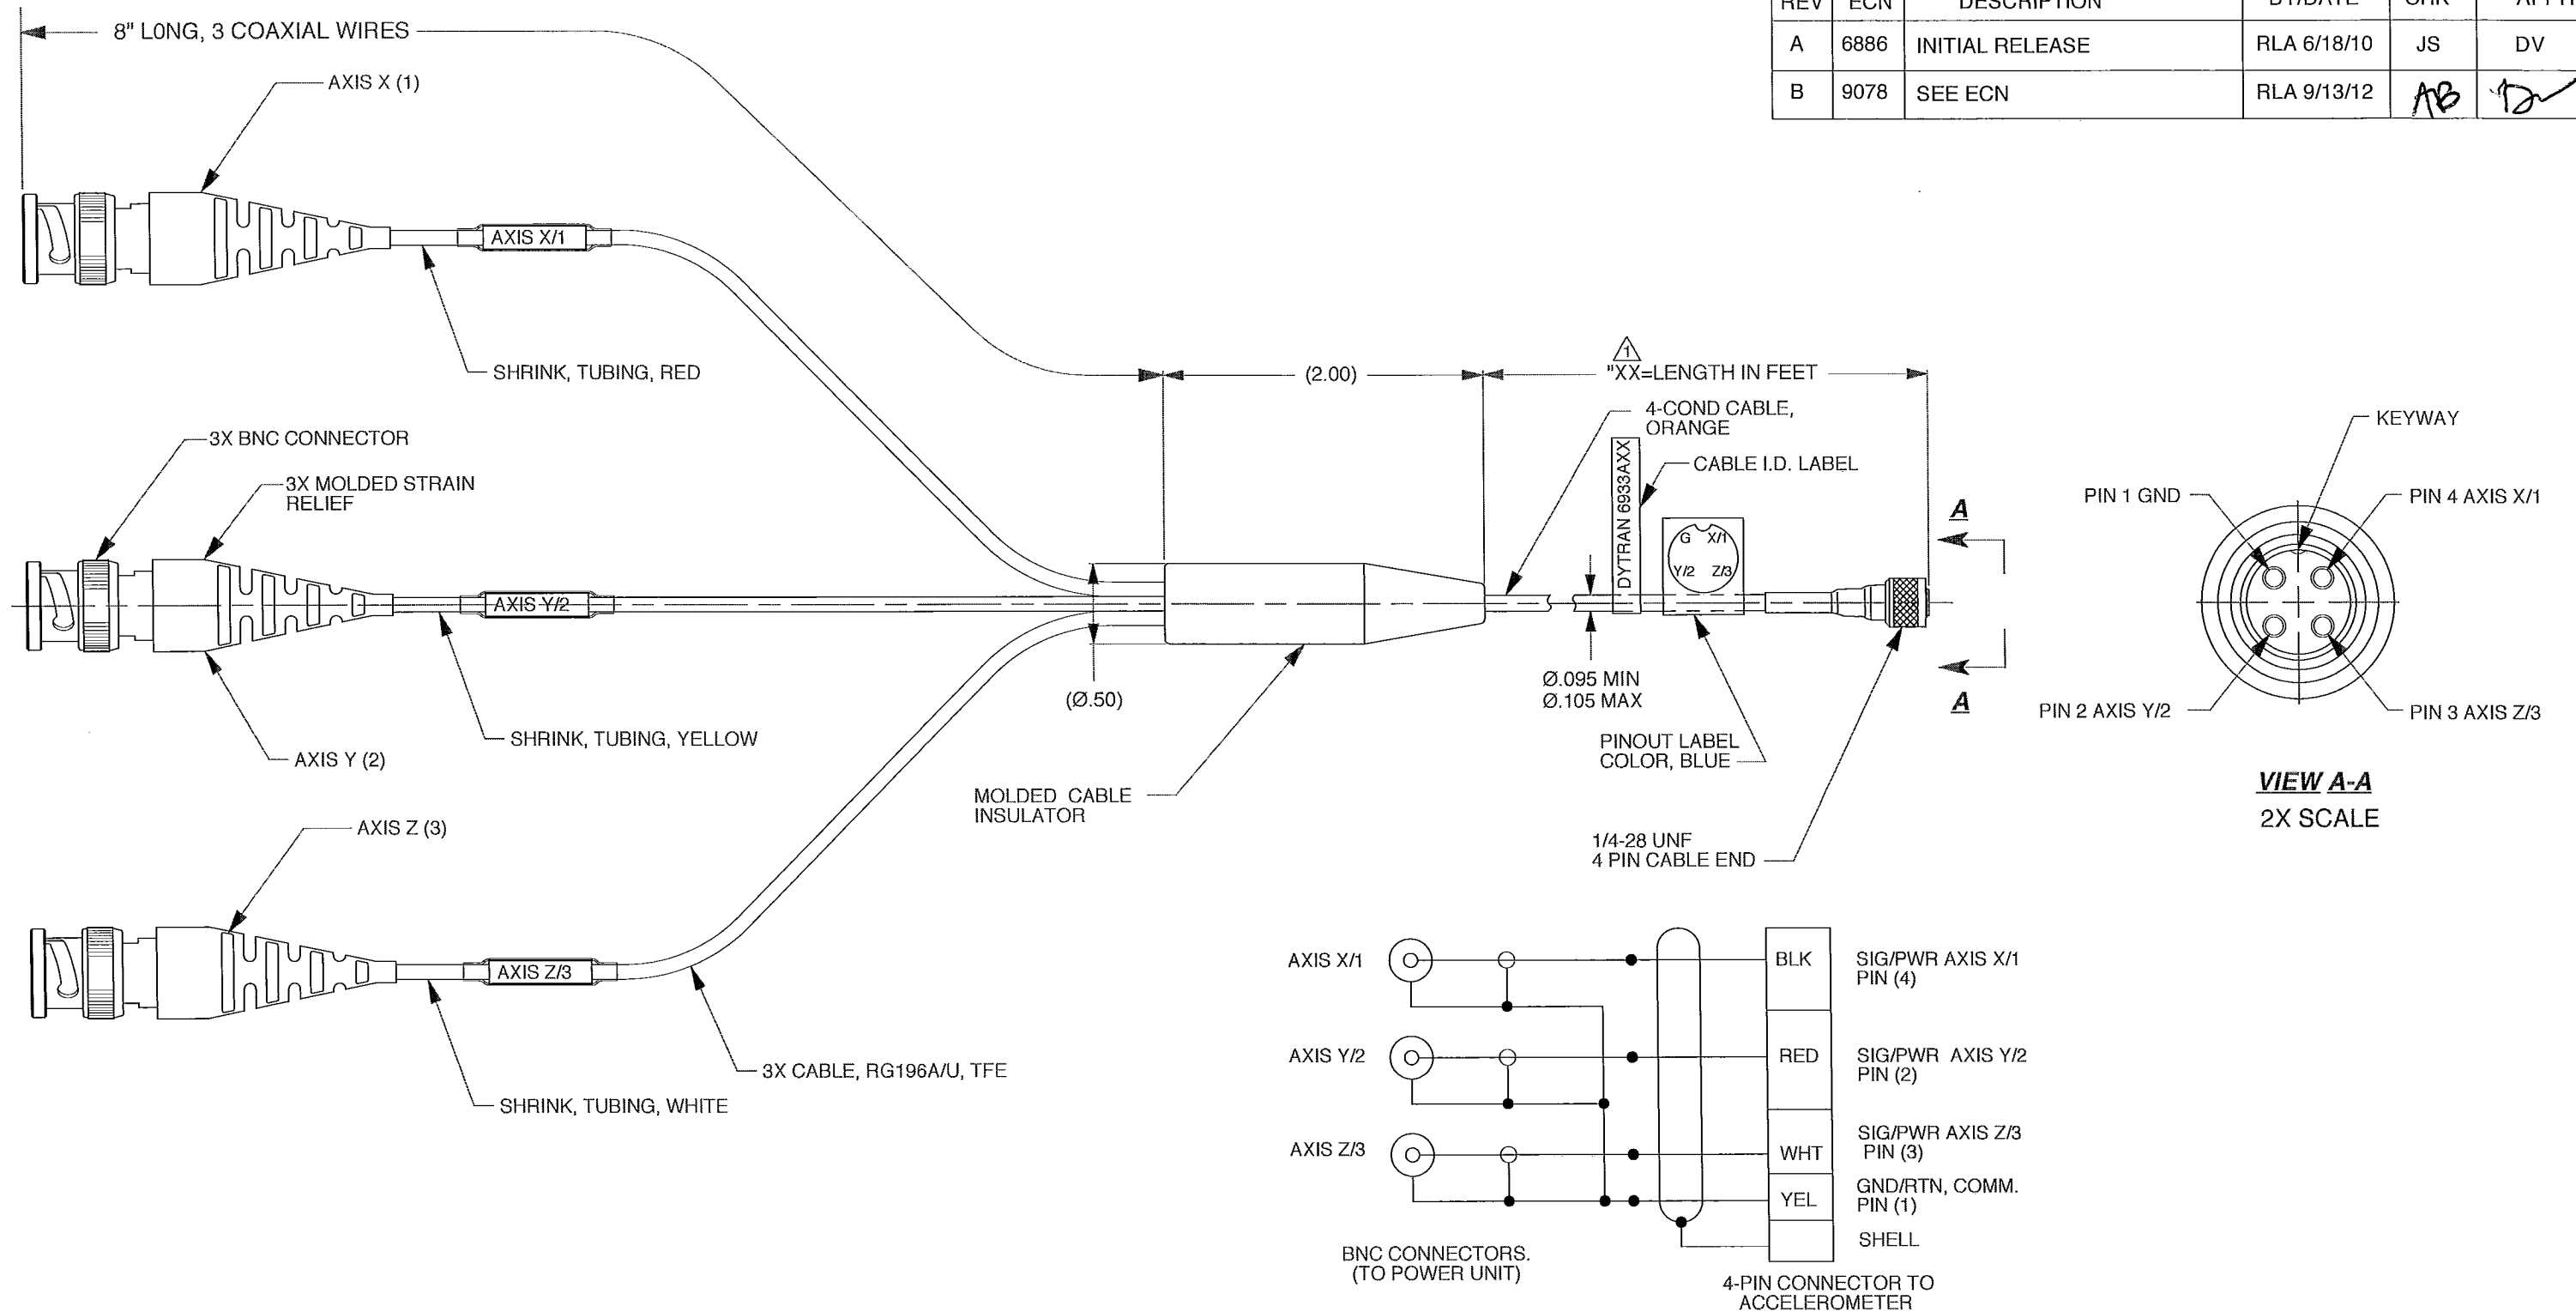 REV ECN DESCRIPTION BY/DATE CHK
A 6886 INITIAL RELEASE RLA 6/18/10 JS DV
B 9078 SEE ECN RLA 9/13/12 AB
8" LONG, 3 COAXIAL WIRES
AXIS X (1)
AXIS X/1
SHRINK, TUBING, RED
(2.00)
1
"XX=LENGTH IN FEET
4-COND CABLE,
ORANGE
CABLE I.D. LABEL
DYTRAN 6933AXX
G X/1
Y/2 Z/3
A
A
KEYWAY
PIN 1 GND
PIN 4 AXIS X/1
PIN 2 AXIS Y/2
PIN 3 AXIS Z/3
VIEW A-A
2X SCALE
3X BNC CONNECTOR
3X MOLDED STRAIN
RELIEF
AXIS Y/2
SHRINK, TUBING, YELLOW
AXIS Y (2)
(Ø.50)
Ø.095 MIN
Ø.105 MAX
PINOUT LABEL
COLOR, BLUE
MOLDED CABLE
INSULATOR
1/4-28 UNF
4 PIN CABLE END
AXIS Z (3)
AXIS Z/3
3X CABLE, RG196A/U, TFE
SHRINK, TUBING, WHITE
AXIS X/1
BLK
SIG/PWR AXIS X/1
PIN (4)
AXIS Y/2
RED
SIG/PWR AXIS Y/2
PIN (2)
AXIS Z/3
WHT
SIG/PWR AXIS Z/3
PIN (3)
YEL
GND/RTN, COMM.
PIN (1)
SHELL
BNC CONNECTORS.
(TO POWER UNIT)
4-PIN CONNECTOR TO
ACCELEROMETER